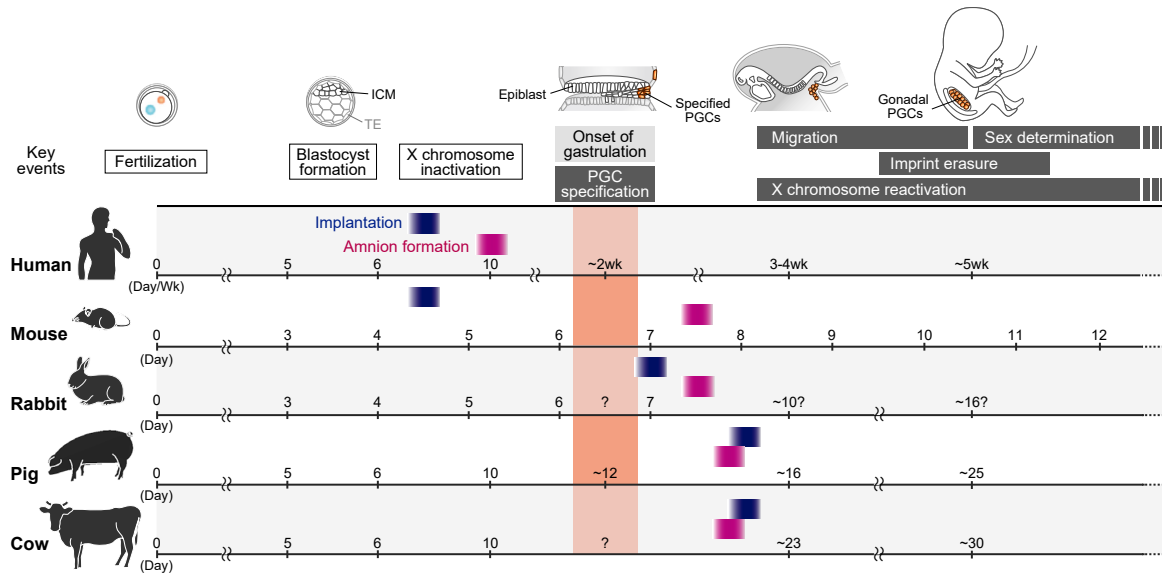 ICM
TE
Epiblast
Specified
PGCs
Gonadal
PGCs
Key
events
Fertilization
Blastocyst
formation
X chromosome
inactivation
Onset of
gastrulation
PGC
specification
Migration
Sex determination
Imprint erasure
X chromosome reactivation
Implantation
Amnion formation
Human
0 5 6 10 ~2wk 3-4wk ~5wk
(Day/Wk)
Mouse
0 3 4 5 6 7 8 9 10 11 12
(Day)
Rabbit
0 3 4 5 6 ? 7 ~10? ~16?
(Day)
Pig
0 5 6 10 ~12 ~16 ~25
(Day)
Cow
0 5 6 10 ? ~23 ~30
(Day)